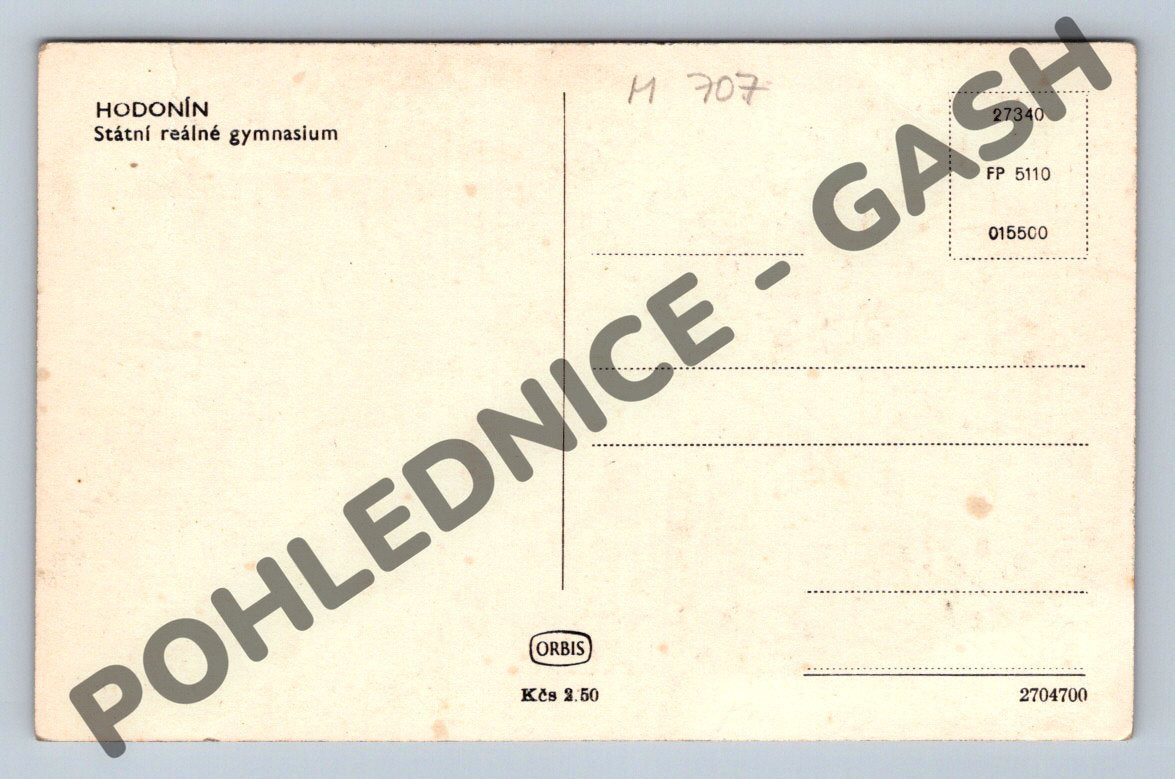 HODONÍN
Státní reálné gymnasium
M 707
27340
FP 5110
015500
ORBIS
Kčs 2.50
2704700
POHLEDNICE - GASH